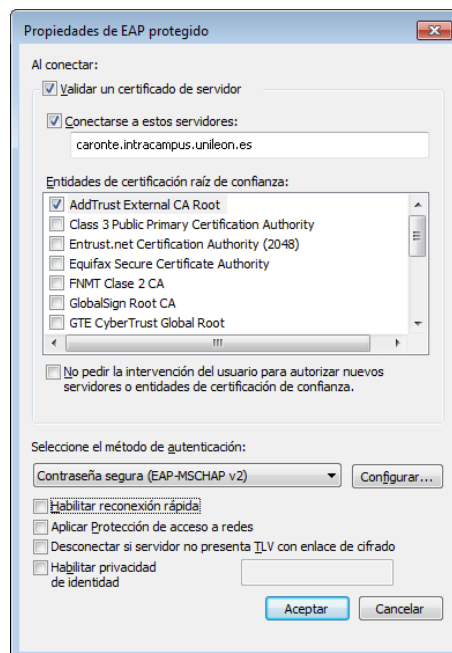 Propiedades de EAP protegido
Al conectar:
Validar un certificado de servidor
Conectarse a estos servidores:
caronte.intracampus.unileon.es
Entidades de certificación raíz de confianza:
AddTrust External CA Root
Class 3 Public Primary Certification Authority
Entrust.net Certification Authority (2048)
Equifax Secure Certificate Authority
FNMT Clase 2 CA
GlobalSign Root CA
GTE CyberTrust Global Root
No pedir la intervención del usuario para autorizar nuevos
servidores o entidades de certificación de confianza.
Seleccione el método de autenticación:
Contraseña segura (EAP-MSCHAP v2) Configurar...
Habilitar reconexión rápida
Aplicar Protección de acceso a redes
Desconectar si servidor no presenta TLV con enlace de cifrado
Habilitar privacidad
de identidad
Aceptar Cancelar